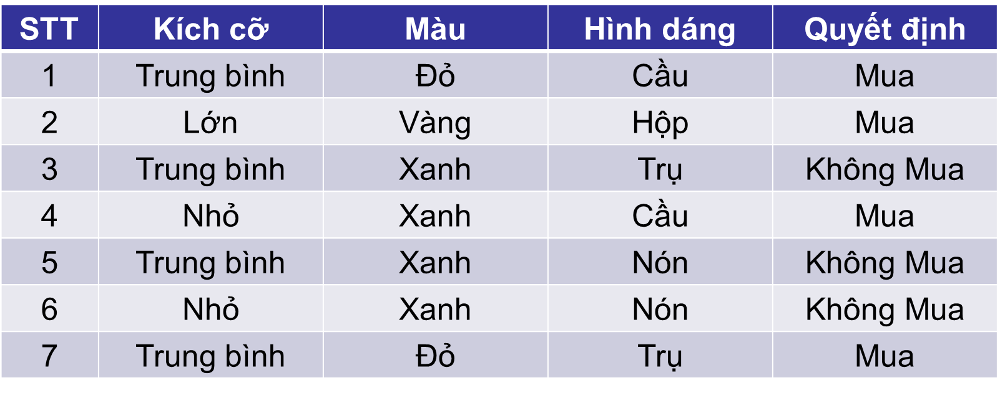 STT Kích cỡ Màu Hình dáng Quyết định
1 Trung bình Đỏ Cầu Mua
2 Lớn Vàng Hộp Mua
3 Trung bình Xanh Trụ Không Mua
4 Nhỏ Xanh Cầu Mua
5 Trung bình Xanh Nón Không Mua
6 Nhỏ Xanh Nón Không Mua
7 Trung bình Đỏ Trụ Mua